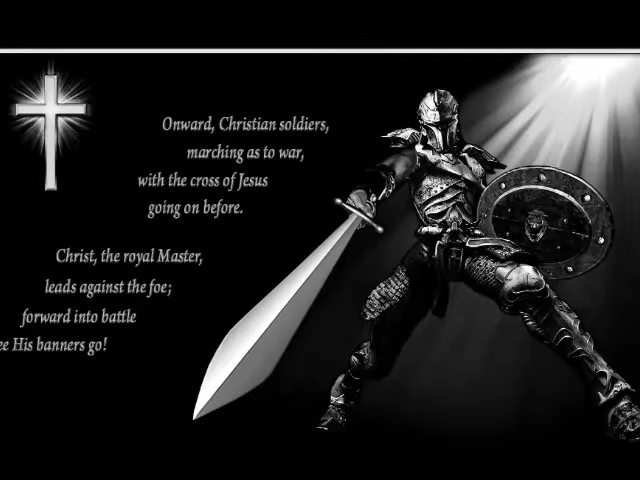 Onward, Christian soldiers,
marching as to war,
with the cross of Jesus
going on before.
Christ, the royal Master,
leads against the foe;
forward into battle
ee His banners go!